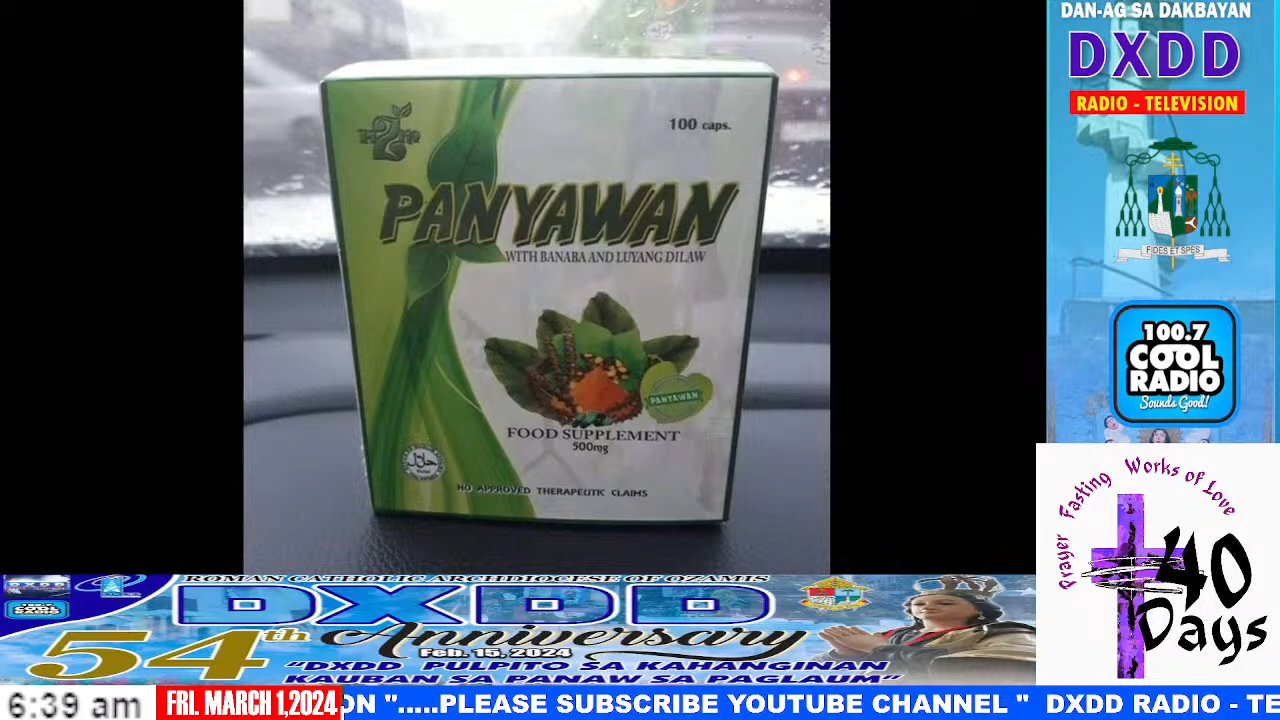 100 caps.
PANYAWAN
WITH BANABA AND LUYANG DILAW
PANYAWAN
FOOD SUPPLEMENT
500mg
حلال
NO APPROVED THERAPEUTIC CLAIMS
DAN-AG SA DAKBAYAN
DXDD
RADIO - TELEVISION
FIDES ET SPES
100.7
COOL
RADIO
Sounds Good!
Prayer Fasting Works of Love
40
Days
ROMAN CATHOLIC ARCHDIOCESE OF OZAMIS
DXDD
54th Anniversary
Feb. 15, 2024
"DXDD PULPITO SA KAHANGINAN
KAUBAN SA PANAW SA PAGLAUM"
6:39 am
FRI. MARCH 1,2024
ON ".....PLEASE SUBSCRIBE YOUTUBE CHANNEL " DXDD RADIO - TE